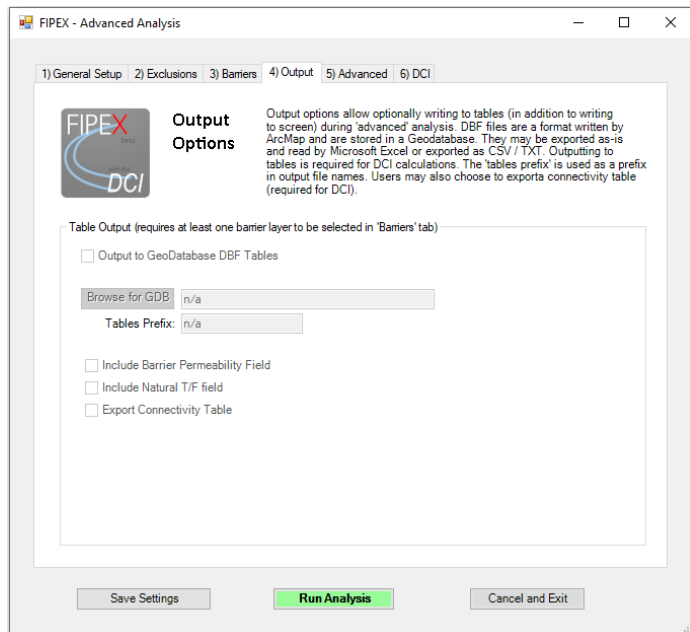 FIPEX - Advanced Analysis
1) General Setup 2) Exclusions 3) Barriers 4) Output 5) Advanced 6) DCI
FIPEX
beta
DCI
Output
Options
Output options allow optionally writing to tables (in addition to writing
to screen) during 'advanced' analysis. DBF files are a format written by
ArcMap and are stored in a Geodatabase. They may be exported as-is
and read by Microsoft Excel or exported as CSV / TXT. Outputting to
tables is required for DCI calculations. The 'tables prefix' is used as a prefix
in output file names. Users may also choose to exporta connectivity table
(required for DCI).
Table Output (requires at least one barrier layer to be selected in 'Barriers' tab)
Output to GeoDatabase DBF Tables
Browse for GDB n/a
Tables Prefix: n/a
Include Barrier Permeability Field
Include Natural T/F field
Export Connectivity Table
Save Settings Run Analysis Cancel and Exit